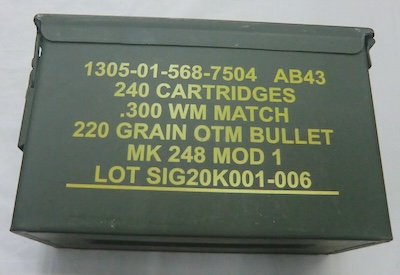 1305-01-568-7504 AB43
240 CARTRIDGES
.300 WM MATCH
220 GRAIN OTM BULLET
MK 248 MOD 1
LOT SIG20K001-006